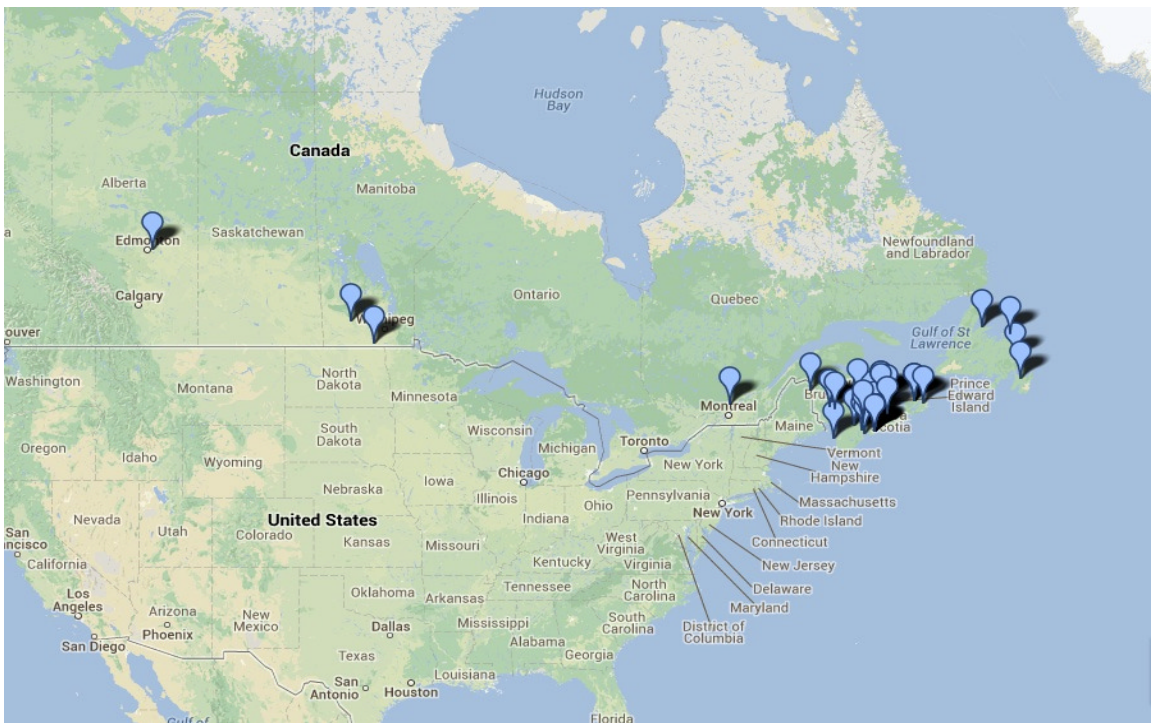 Hudson
Bay
Canada
Alberta
Manitoba
Edmonton
Saskatchewan
Newfoundland
and Labrador
Calgary
Ontario
Quebec
Gulf of St
Lawrence
ouver
Washington
Montana
North
Dakota
Minnesota
Montreal
Maine
Prince
Edward
Island
Oregon
Idaho
Wyoming
South
Dakota
Wisconsin
Michigan
Toronto
New York
Vermont
New
Hampshire
Massachusetts
Rhode Island
Connecticut
Chicago
Iowa
Nebraska
Illinois
Indiana
Ohio
Pennsylvania
New York
New Jersey
Delaware
Maryland
District of
Columbia
Nevada
Utah
Colorado
United States
Kansas
Missouri
West
Virginia
Virginia
Kentucky
San
ncisco
California
Los
Angeles
San Diego
Arizona
Phoenix
New
Mexico
Oklahoma
Arkansas
Tennessee
North
Carolina
South
Carolina
Mississippi
Alabama
Georgia
Dallas
Texas
Louisiana
San
Antonio
Houston
Florida
Gulf of